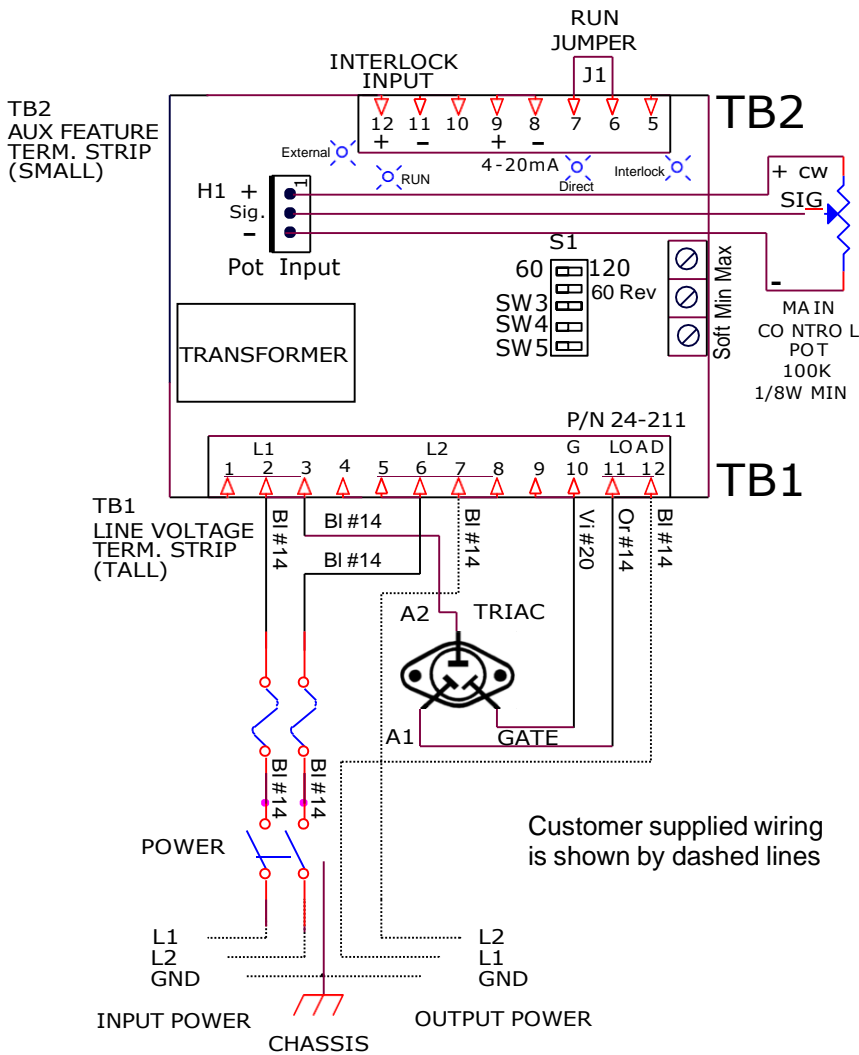 RUN
JUMPER
J1
INTERLOCK
INPUT
TB2
AUX FEATURE
TERM. STRIP
(SMALL)
12 11 10 9 8 7 6 5
+ - + -
TB2
4-20mA
External
RUN
Direct
Interlock
H1 +
Sig.
-
1
Pot Input
+ CW
SIG
-
MAIN
CONTROL
POT
100K
1/8W MIN
S1
60 120
60 Rev
SW3
SW4
SW5
Soft Min Max
TRANSFORMER
P/N 24-211
L1 L2 G LOAD
1 2 3 4 5 6 7 8 9 10 11 12
TB1
TB1
LINE VOLTAGE
TERM. STRIP
(TALL)
Bl #14
Bl #14
Bl #14
Bl #14
Vi #20
Or #14
Bl #14
A2
TRIAC
A1
GATE
Bl #14
Bl #14
POWER
Customer supplied wiring
is shown by dashed lines
L1
L2
GND
INPUT POWER
CHASSIS
L2
L1
GND
OUTPUT POWER